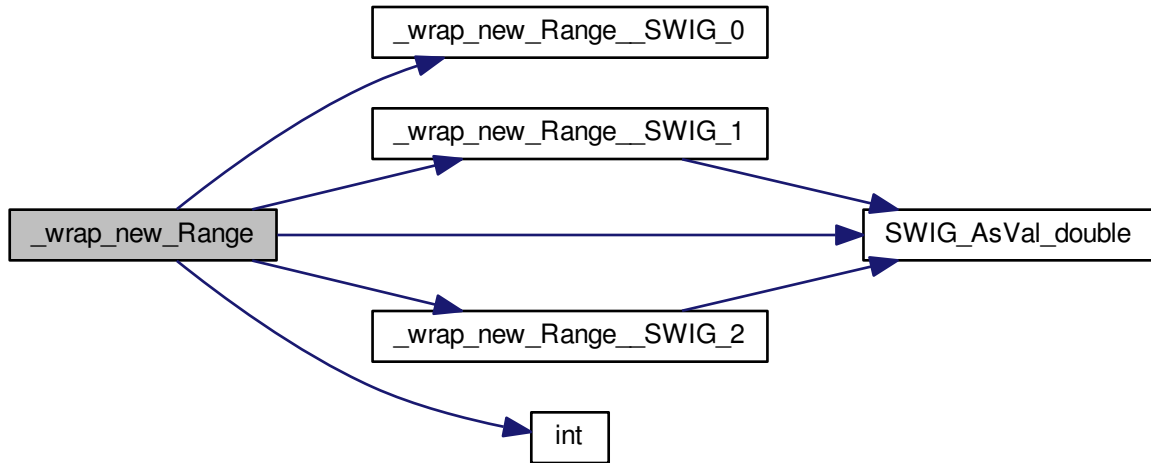 _wrap_new_Range__SWIG_0
_wrap_new_Range__SWIG_1
_wrap_new_Range
SWIG_AsVal_double
_wrap_new_Range__SWIG_2
int